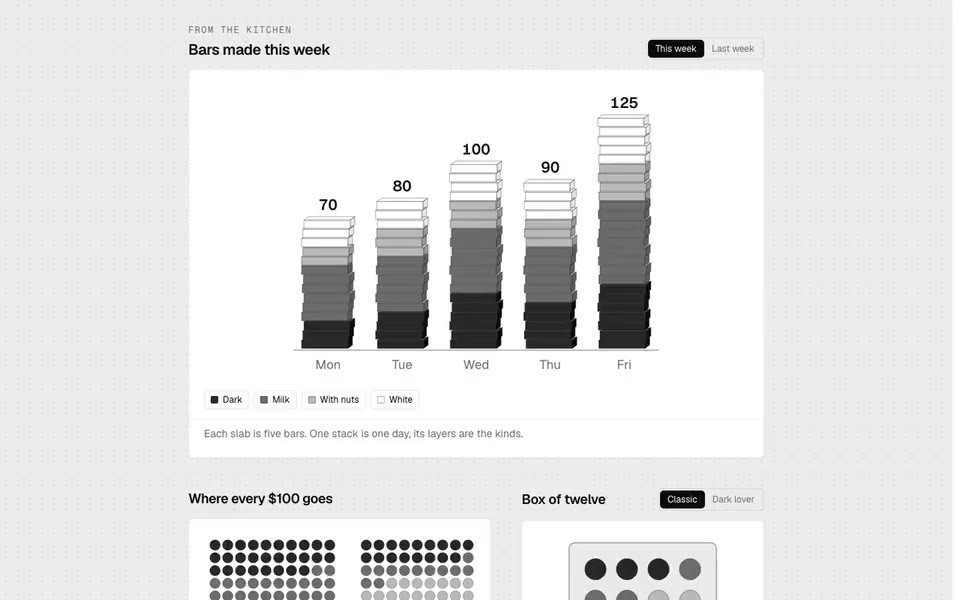 FROM THE KITCHEN
Bars made this week
This week
Last week
125
100
90
80
70
Mon
Tue
Wed
Thu
Fri
Dark
Milk
With nuts
White
Each slab is five bars. One stack is one day, its layers are the kinds.
Where every $100 goes
Box of twelve
Classic
Dark lover